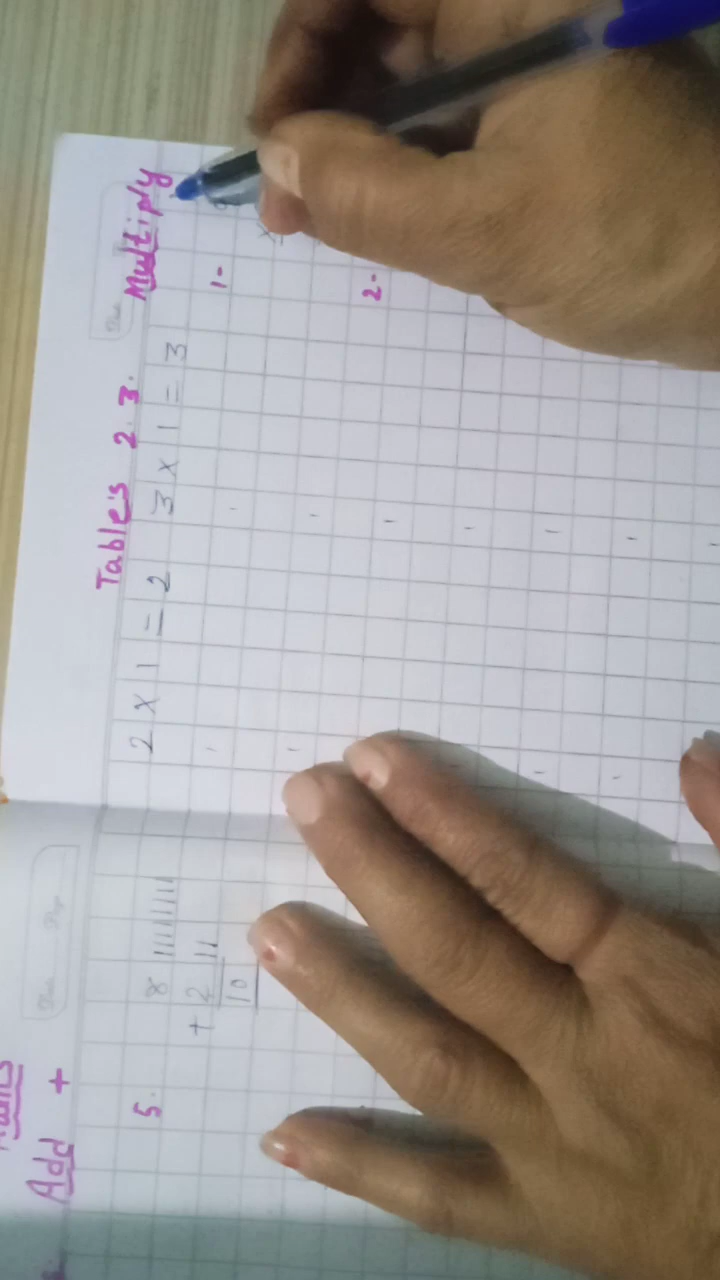 Add +
5.
8 ||||||||
+ 2 ||
10
Tables 2. 3.
2 x 1 = 2 3 x 1 = 3
Multiply
1-
x
2-